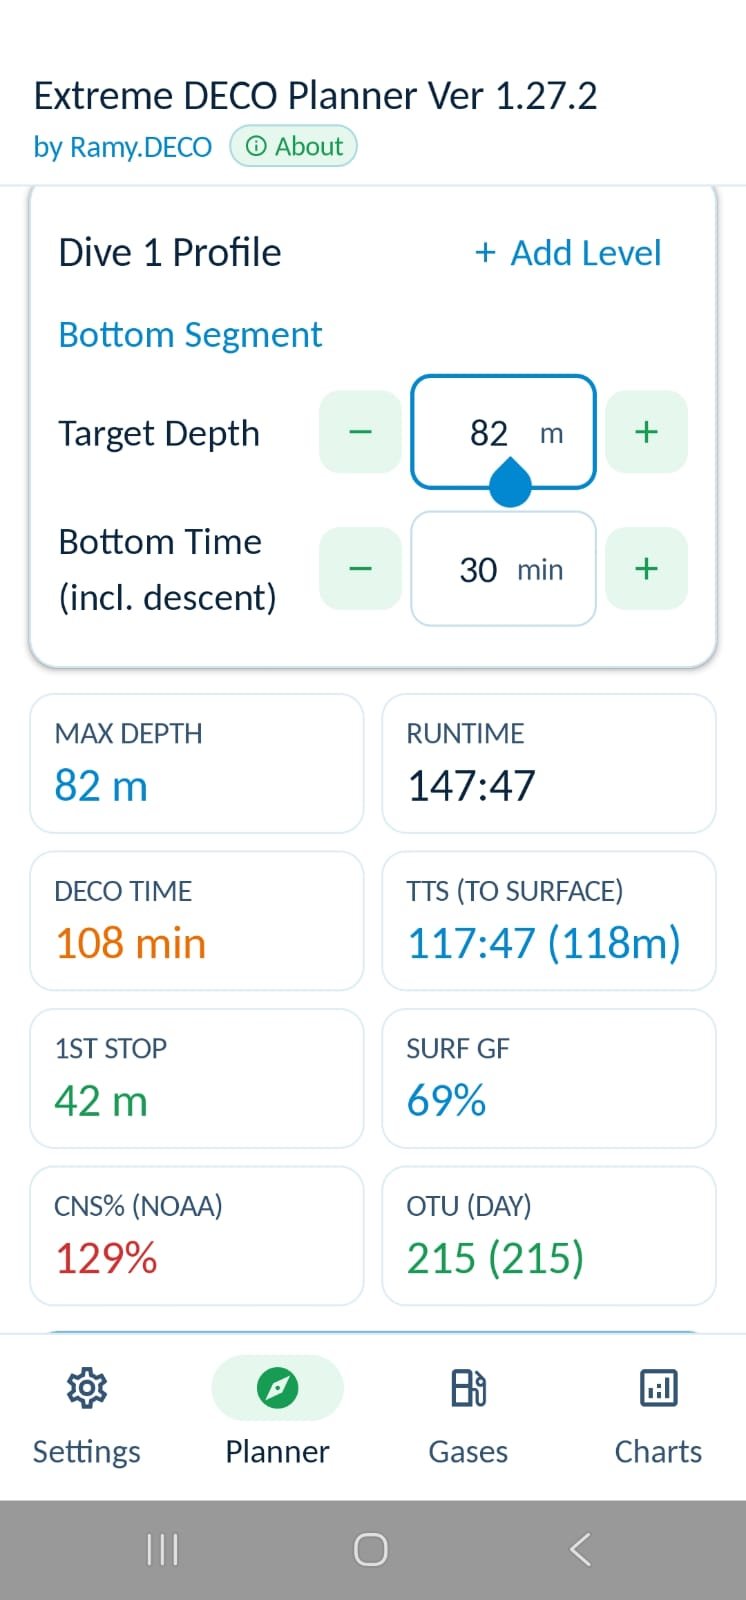 Extreme DECO Planner Ver 1.27.2
by Ramy.DECO About
Dive 1 Profile + Add Level
Bottom Segment
Target Depth − 82 m +
Bottom Time
(incl. descent) − 30 min +
MAX DEPTH
82 m
RUNTIME
147:47
DECO TIME
108 min
TTS (TO SURFACE)
117:47 (118m)
1ST STOP
42 m
SURF GF
69%
CNS% (NOAA)
129%
OTU (DAY)
215 (215)
Settings Planner Gases Charts